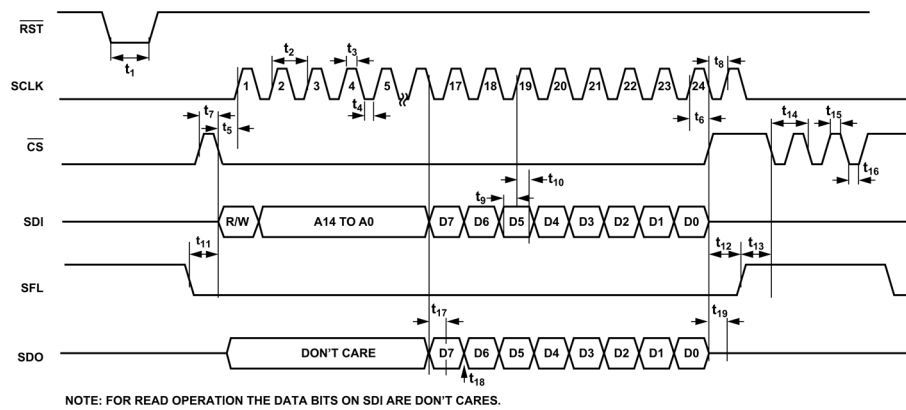 RST
t1
t2
t3
t8
SCLK
1 2 3 4 5 17 18 19 20 21 22 23 24
t4
t7
t5
t6
t14
t15
CS
t16
t10
t9
SDI
R/W
A14 TO A0
D7 D6 D5 D4 D3 D2 D1 D0
t11
t12
t13
SFL
t17
t19
SDO
DON'T CARE
D7 D6 D5 D4 D3 D2 D1 D0
t18
NOTE: FOR READ OPERATION THE DATA BITS ON SDI ARE DON'T CARES.